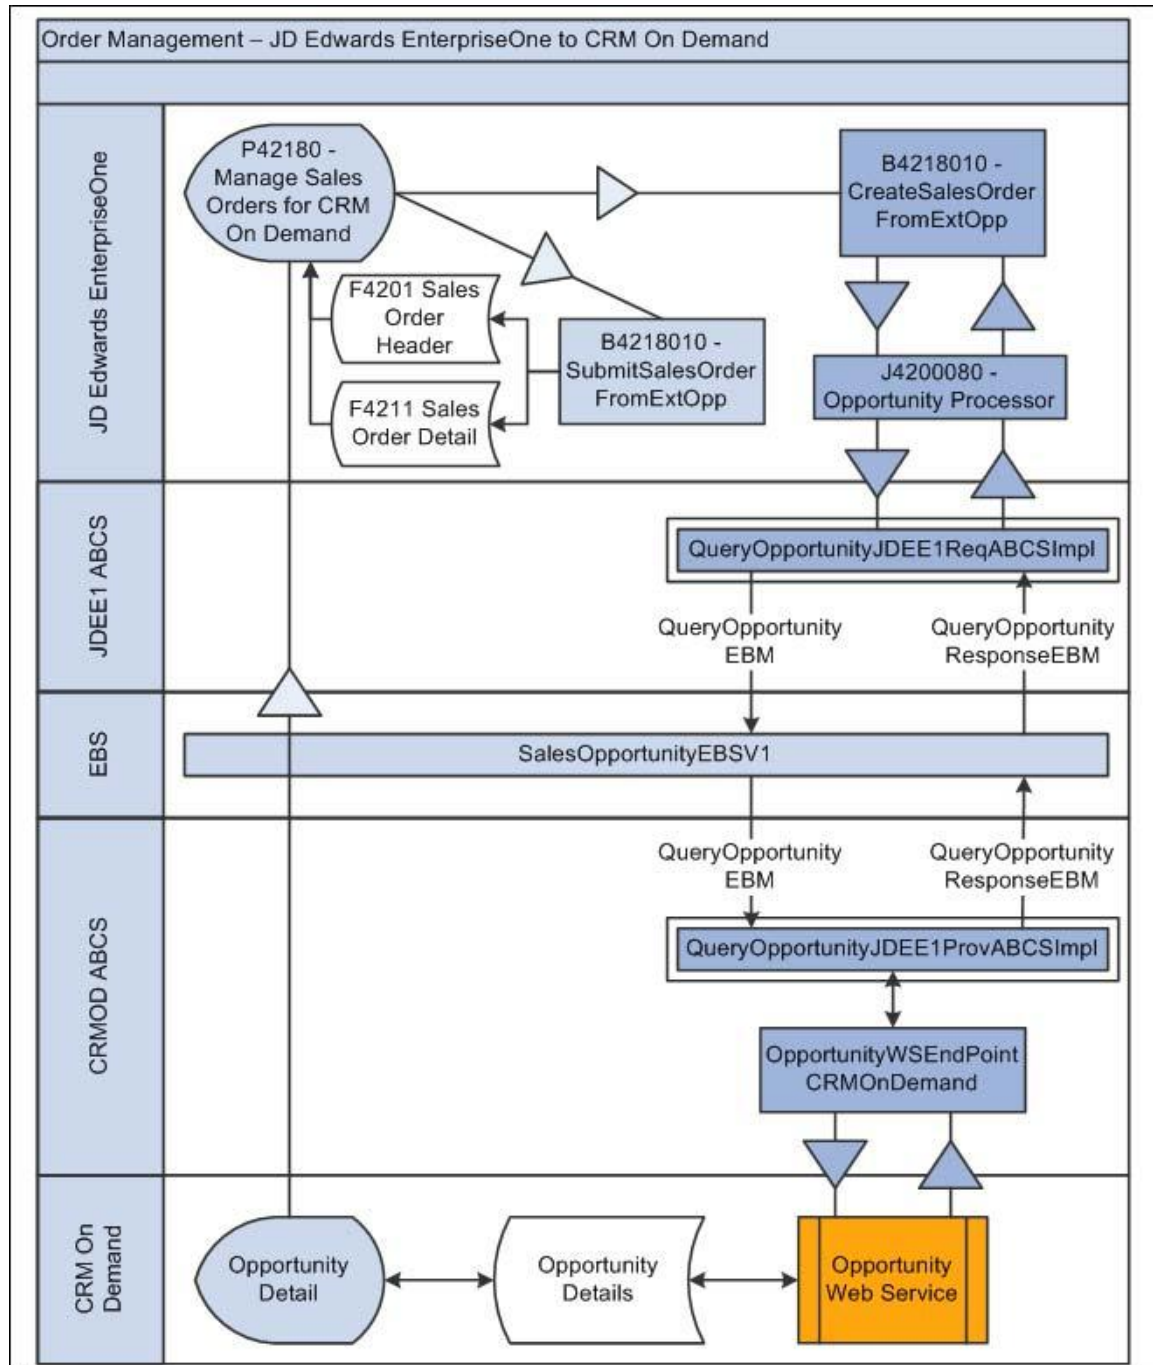 Order Management – JD Edwards EnterpriseOne to CRM On Demand
JD Edwards EnterpriseOne
P42180 -
Manage Sales
Orders for CRM
On Demand
B4218010 -
CreateSalesOrder
FromExtOpp
F4201 Sales
Order
Header
B4218010 -
SubmitSalesOrder
FromExtOpp
J4200080 -
Opportunity Processor
F4211 Sales
Order Detail
JDEE1 ABCS
QueryOpportunityJDEE1ReqABCSImpl
QueryOpportunity
EBM
QueryOpportunity
ResponseEBM
EBS
SalesOpportunityEBSV1
CRMOD ABCS
QueryOpportunity
EBM
QueryOpportunity
ResponseEBM
QueryOpportunityJDEE1ProvABCSImpl
OpportunityWSEndPoint
CRMOnDemand
CRM On
Demand
Opportunity
Detail
Opportunity
Details
Opportunity
Web Service